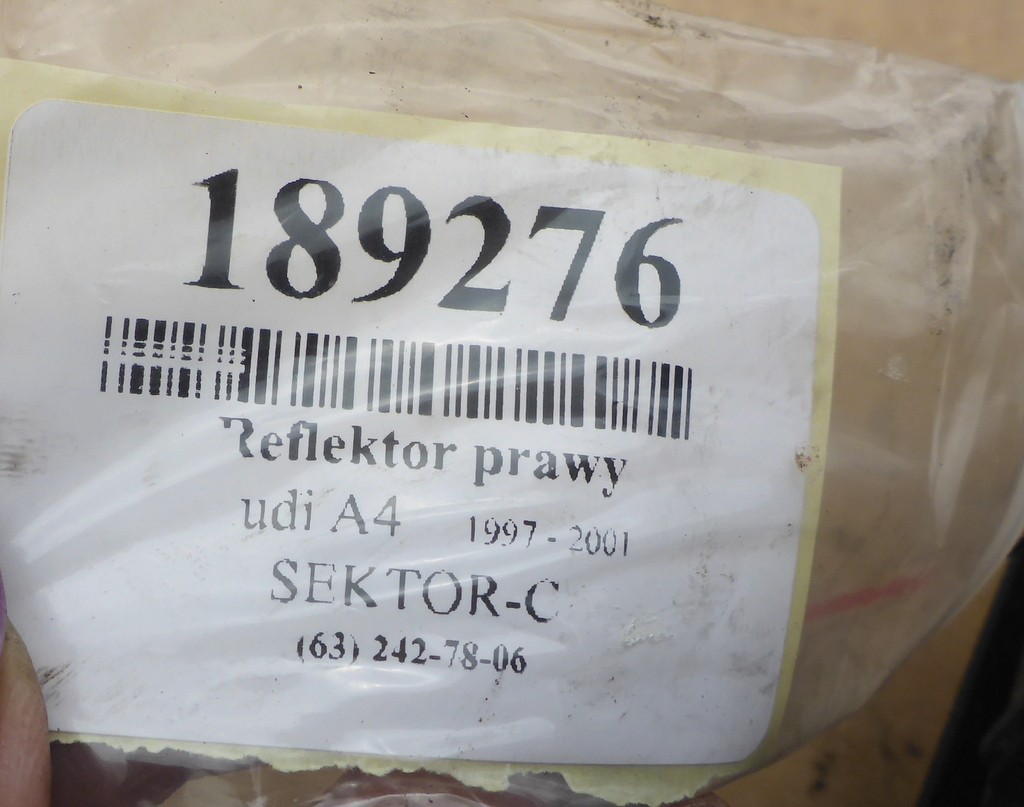 189276
Reflektor prawy
udi A4 1997 - 2001
SEKTOR-C
(63) 242-78-06